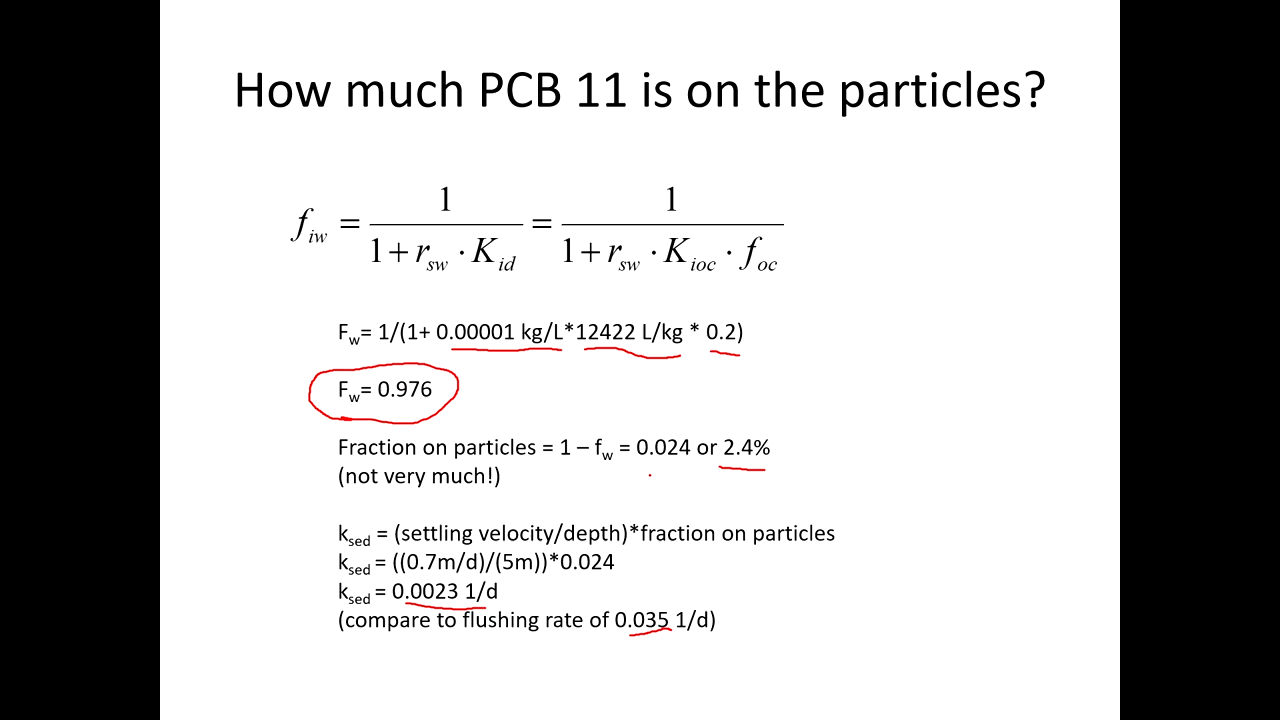 How much PCB 11 is on the particles?
f_iw = 1/(1 + r_sw · K_id) = 1/(1 + r_sw · K_ioc · f_oc)
F_w= 1/(1+ 0.00001 kg/L*12422 L/kg * 0.2)
F_w= 0.976
Fraction on particles = 1 – f_w = 0.024 or 2.4%
(not very much!)
k_sed = (settling velocity/depth)*fraction on particles
k_sed = ((0.7m/d)/(5m))*0.024
k_sed = 0.0023 1/d
(compare to flushing rate of 0.035 1/d)